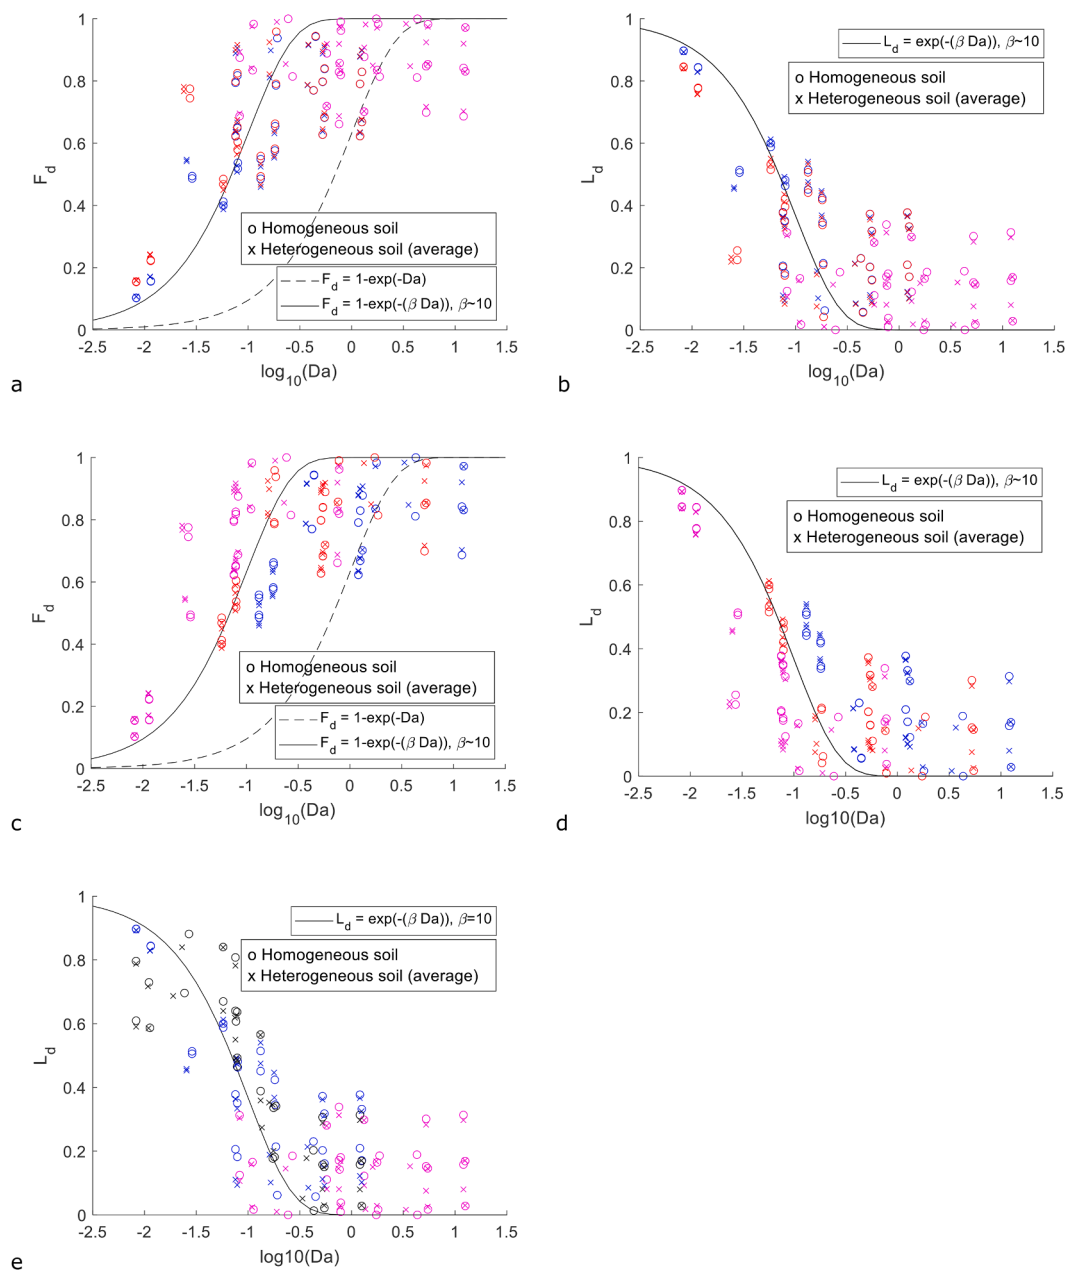 1
0.8
0.6
0.4
0.2
0
F_d
-2.5 -2 -1.5 -1 -0.5 0 0.5 1 1.5
log_10(Da)
o Homogeneous soil
x Heterogeneous soil (average)
F_d = 1-exp(-Da)
F_d = 1-exp(-(β Da)), β~10
a
1
0.8
0.6
0.4
0.2
0
L_d
-2.5 -2 -1.5 -1 -0.5 0 0.5 1 1.5
log_10(Da)
L_d = exp(-(β Da)), β~10
o Homogeneous soil
x Heterogeneous soil (average)
b
1
0.8
0.6
0.4
0.2
0
F_d
-2.5 -2 -1.5 -1 -0.5 0 0.5 1 1.5
log_10(Da)
o Homogeneous soil
x Heterogeneous soil (average)
F_d = 1-exp(-Da)
F_d = 1-exp(-(β Da)), β~10
c
1
0.8
0.6
0.4
0.2
0
L_d
-2.5 -2 -1.5 -1 -0.5 0 0.5 1 1.5
log10(Da)
L_d = exp(-(β Da)), β~10
o Homogeneous soil
x Heterogeneous soil (average)
d
1
0.8
0.6
0.4
0.2
0
L_d
-2.5 -2 -1.5 -1 -0.5 0 0.5 1 1.5
log10(Da)
L_d = exp(-(β Da)), β=10
o Homogeneous soil
x Heterogeneous soil (average)
e